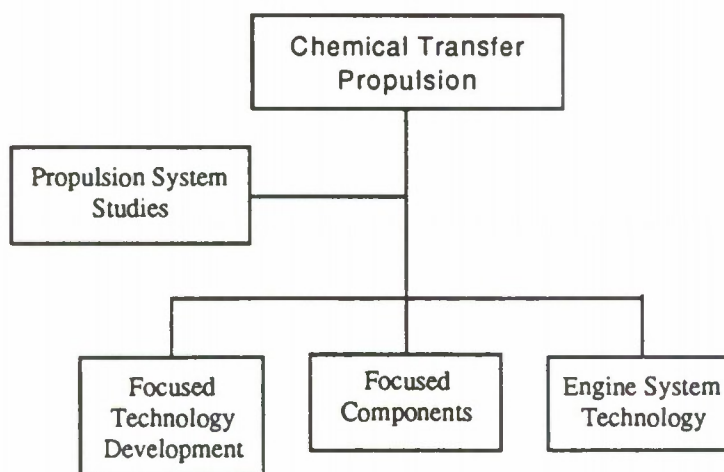 Chemical Transfer
Propulsion
Propulsion System
Studies
Focused
Technology
Development
Focused
Components
Engine System
Technology